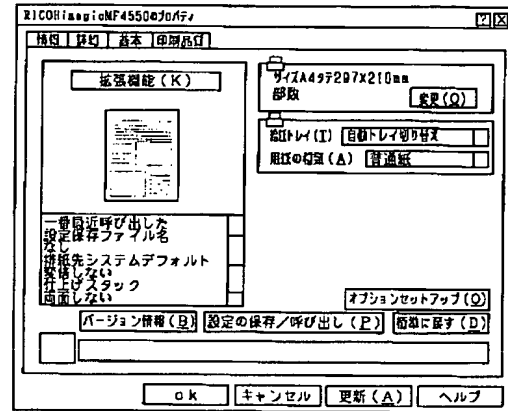 RICOHimagioMF4550のプロパティ
情報 詳細 基本 印刷品質
拡張機能(K)
サイズA4タテ297X210mm
部数
変更(O)
給紙トレイ(I) 自動トレイ切り替え
用紙の種類(A) 普通紙
一番最近呼び出した
設定保存ファイル名
なし
排紙先システムデフォルト
変倍しない
仕上げスタック
両面しない
オプションセットアップ(O)
バージョン情報(B) 設定の保存/呼び出し(P) 標準に戻す(D)
ok キャンセル 更新(A) ヘルプ